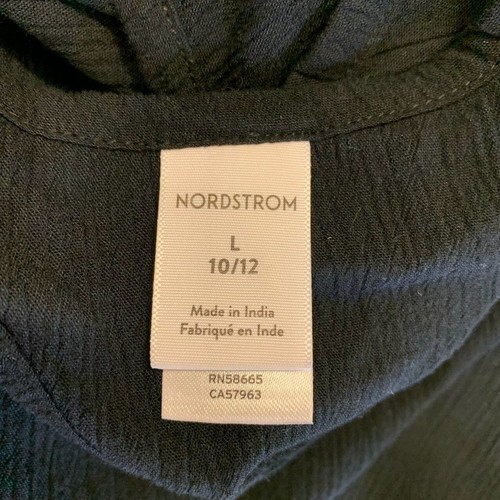 NORDSTROM
L
10/12
Made in India
Fabriqué en Inde
RN58665
CA57963